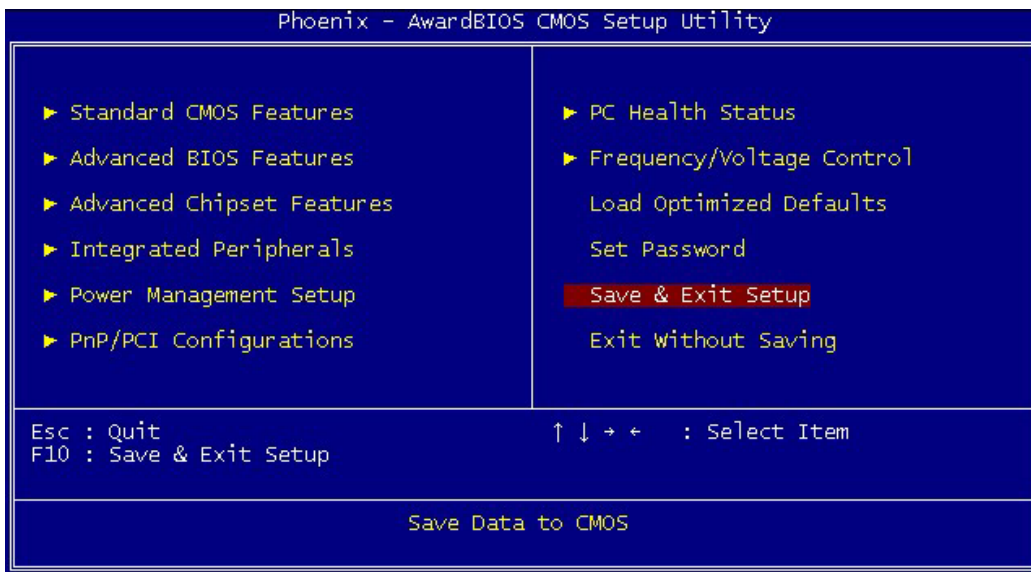 Phoenix - AwardBIOS CMOS Setup Utility
► Standard CMOS Features
► Advanced BIOS Features
► Advanced Chipset Features
► Integrated Peripherals
► Power Management Setup
► PnP/PCI Configurations
► PC Health Status
► Frequency/Voltage Control
Load Optimized Defaults
Set Password
Save & Exit Setup
Exit Without Saving
Esc : Quit
F10 : Save & Exit Setup
↑ ↓ → ← : Select Item
Save Data to CMOS